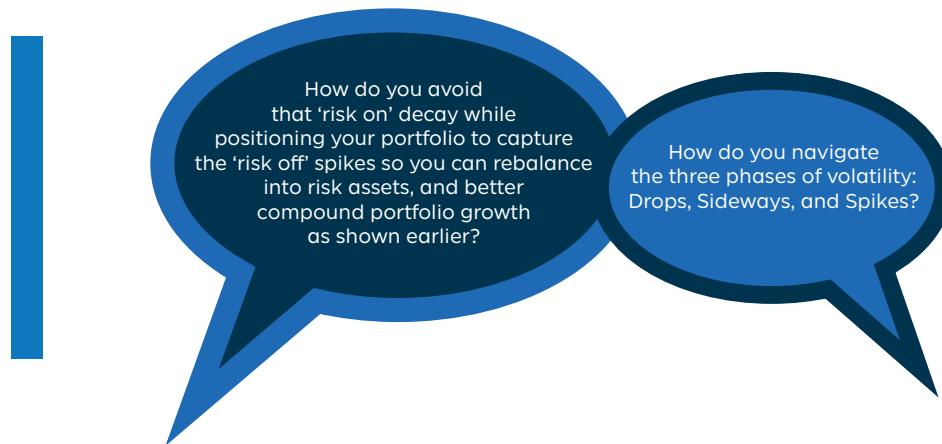 How do you avoid
that ‘risk on’ decay while
positioning your portfolio to capture
the ‘risk off’ spikes so you can rebalance
into risk assets, and better
compound portfolio growth
as shown earlier?
How do you navigate
the three phases of volatility:
Drops, Sideways, and Spikes?